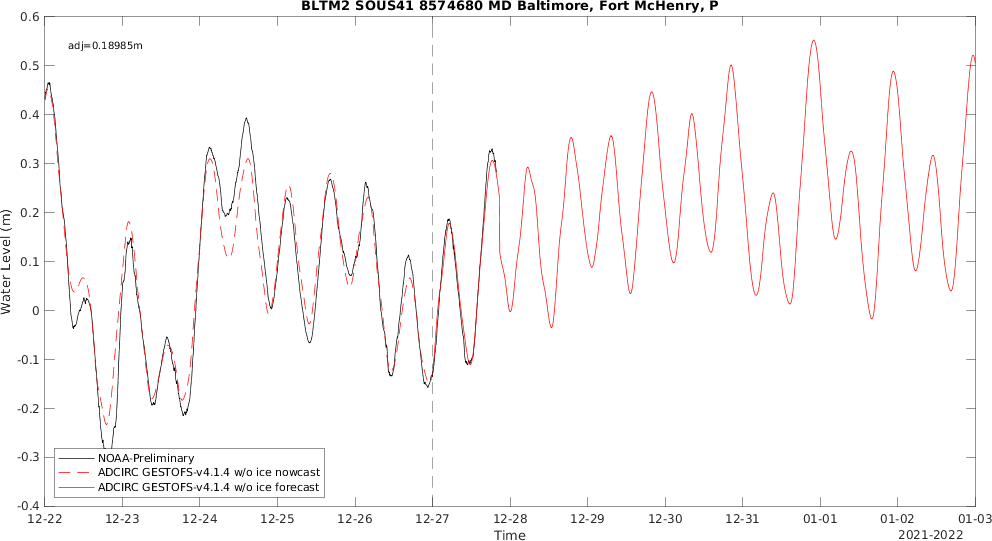 BLTM2 SOUS41 8574680 MD Baltimore, Fort McHenry, P
adj=0.18985m
Water Level (m)
0.6
0.5
0.4
0.3
0.2
0.1
0
-0.1
-0.2
-0.3
-0.4
NOAA-Preliminary
ADCIRC GESTOFS-v4.1.4 w/o ice nowcast
ADCIRC GESTOFS-v4.1.4 w/o ice forecast
12-22 12-23 12-24 12-25 12-26 12-27 12-28 12-29 12-30 12-31 01-01 01-02 01-03
Time
2021-2022